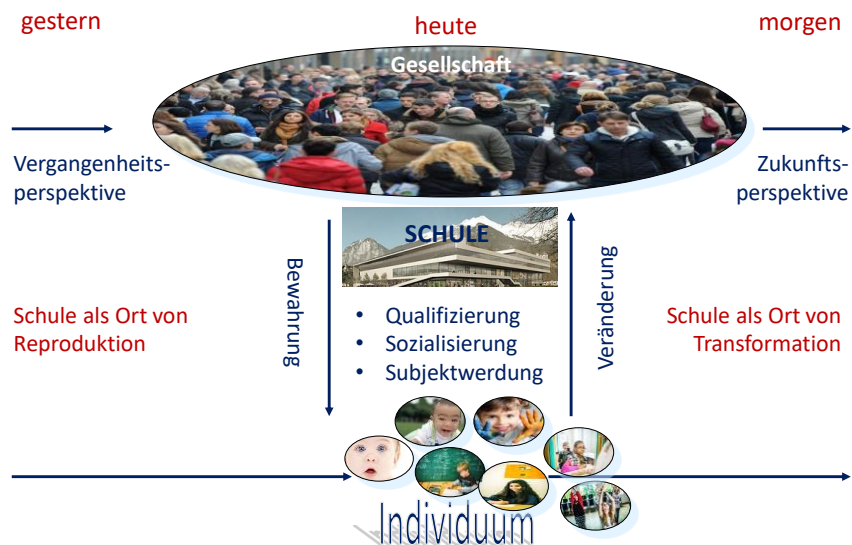 gestern
heute
morgen
Gesellschaft
Vergangenheits-
perspektive
Zukunfts-
perspektive
SCHULE
Bewahrung
Veränderung
Schule als Ort von
Reproduktion
• Qualifizierung
• Sozialisierung
• Subjektwerdung
Schule als Ort von
Transformation
Individuum